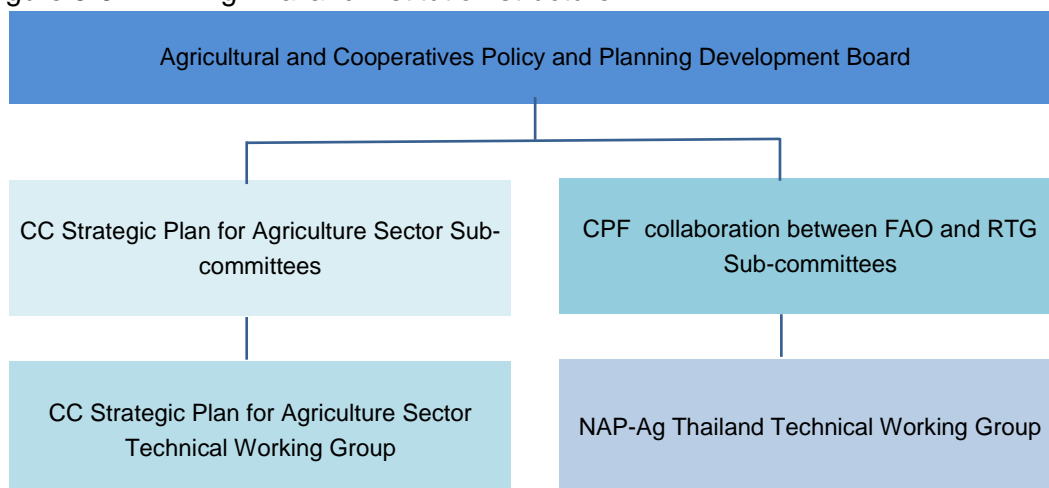 Agricultural and Cooperatives Policy and Planning Development Board
CC Strategic Plan for Agriculture Sector Sub-
committees
CPF collaboration between FAO and RTG
Sub-committees
CC Strategic Plan for Agriculture Sector
Technical Working Group
NAP-Ag Thailand Technical Working Group